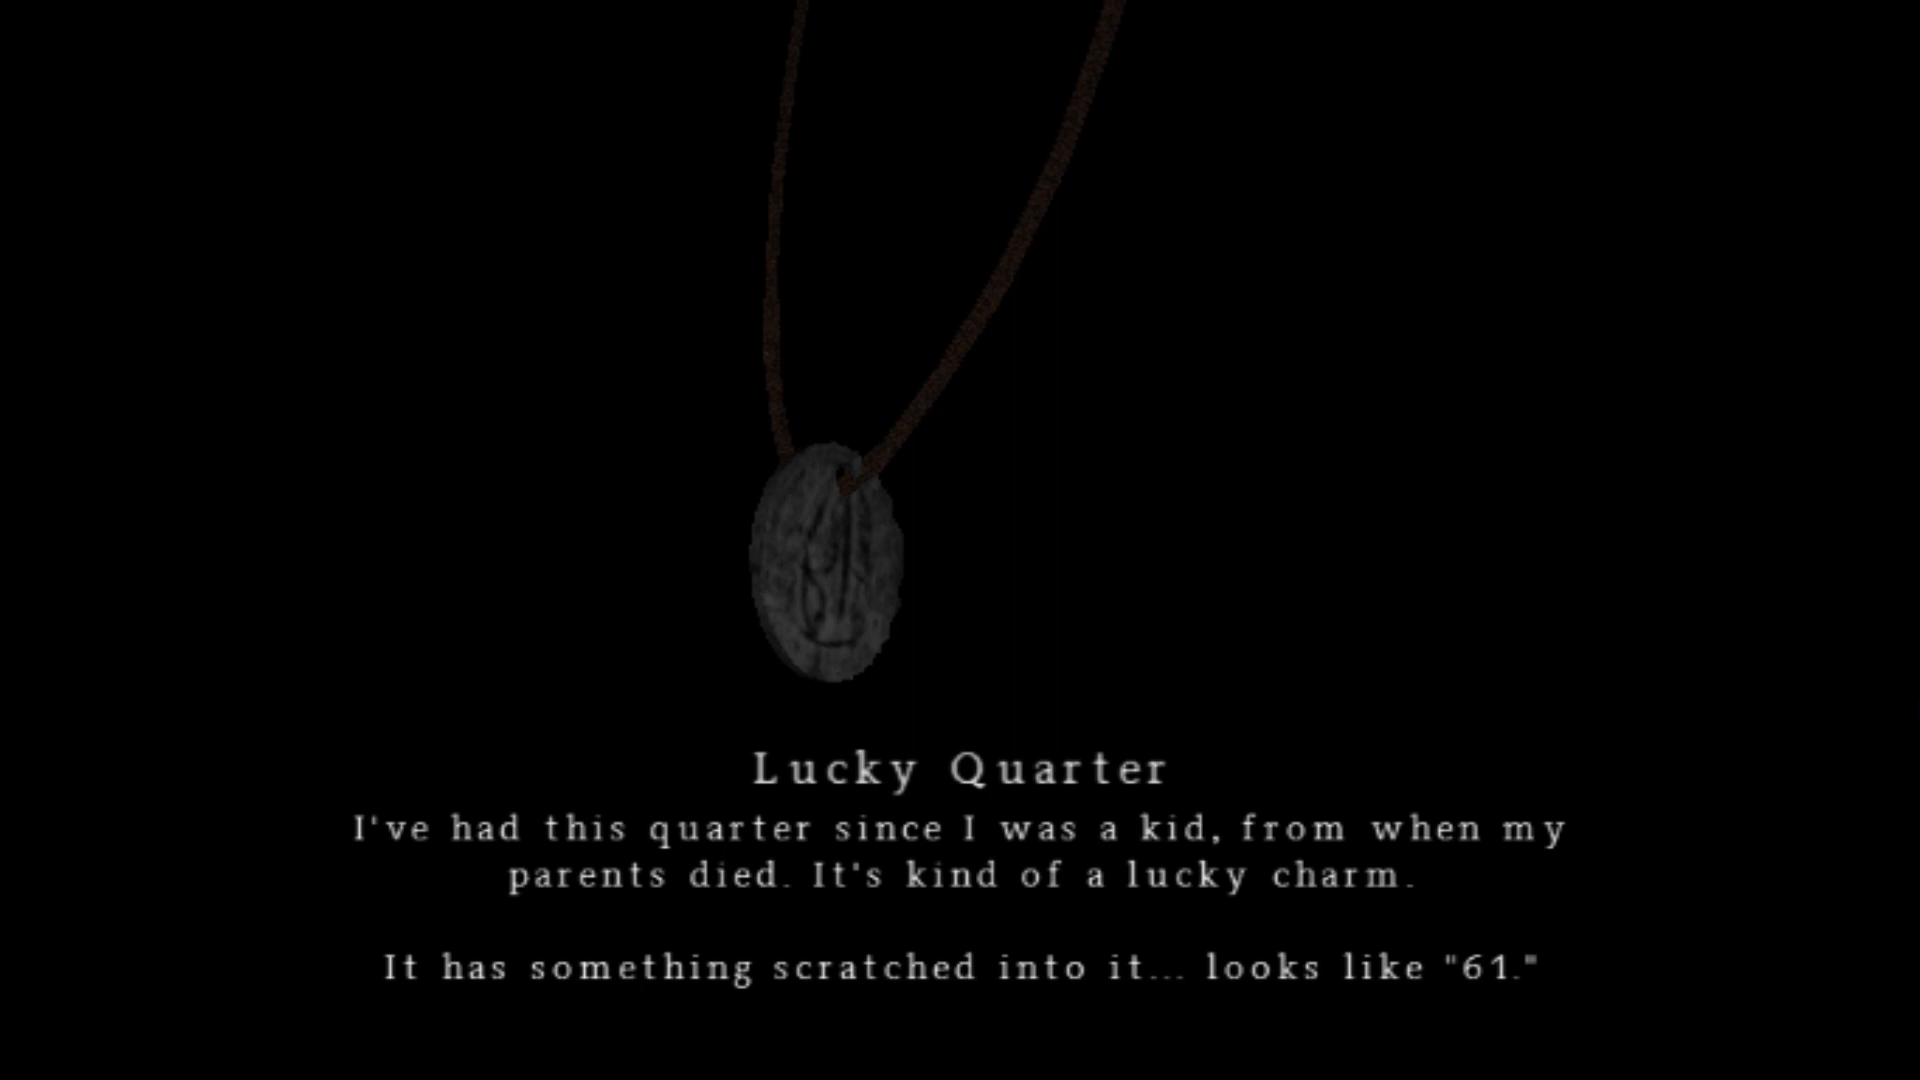 Lucky Quarter
I've had this quarter since I was a kid, from when my
parents died. It's kind of a lucky charm.
It has something scratched into it... looks like "61."